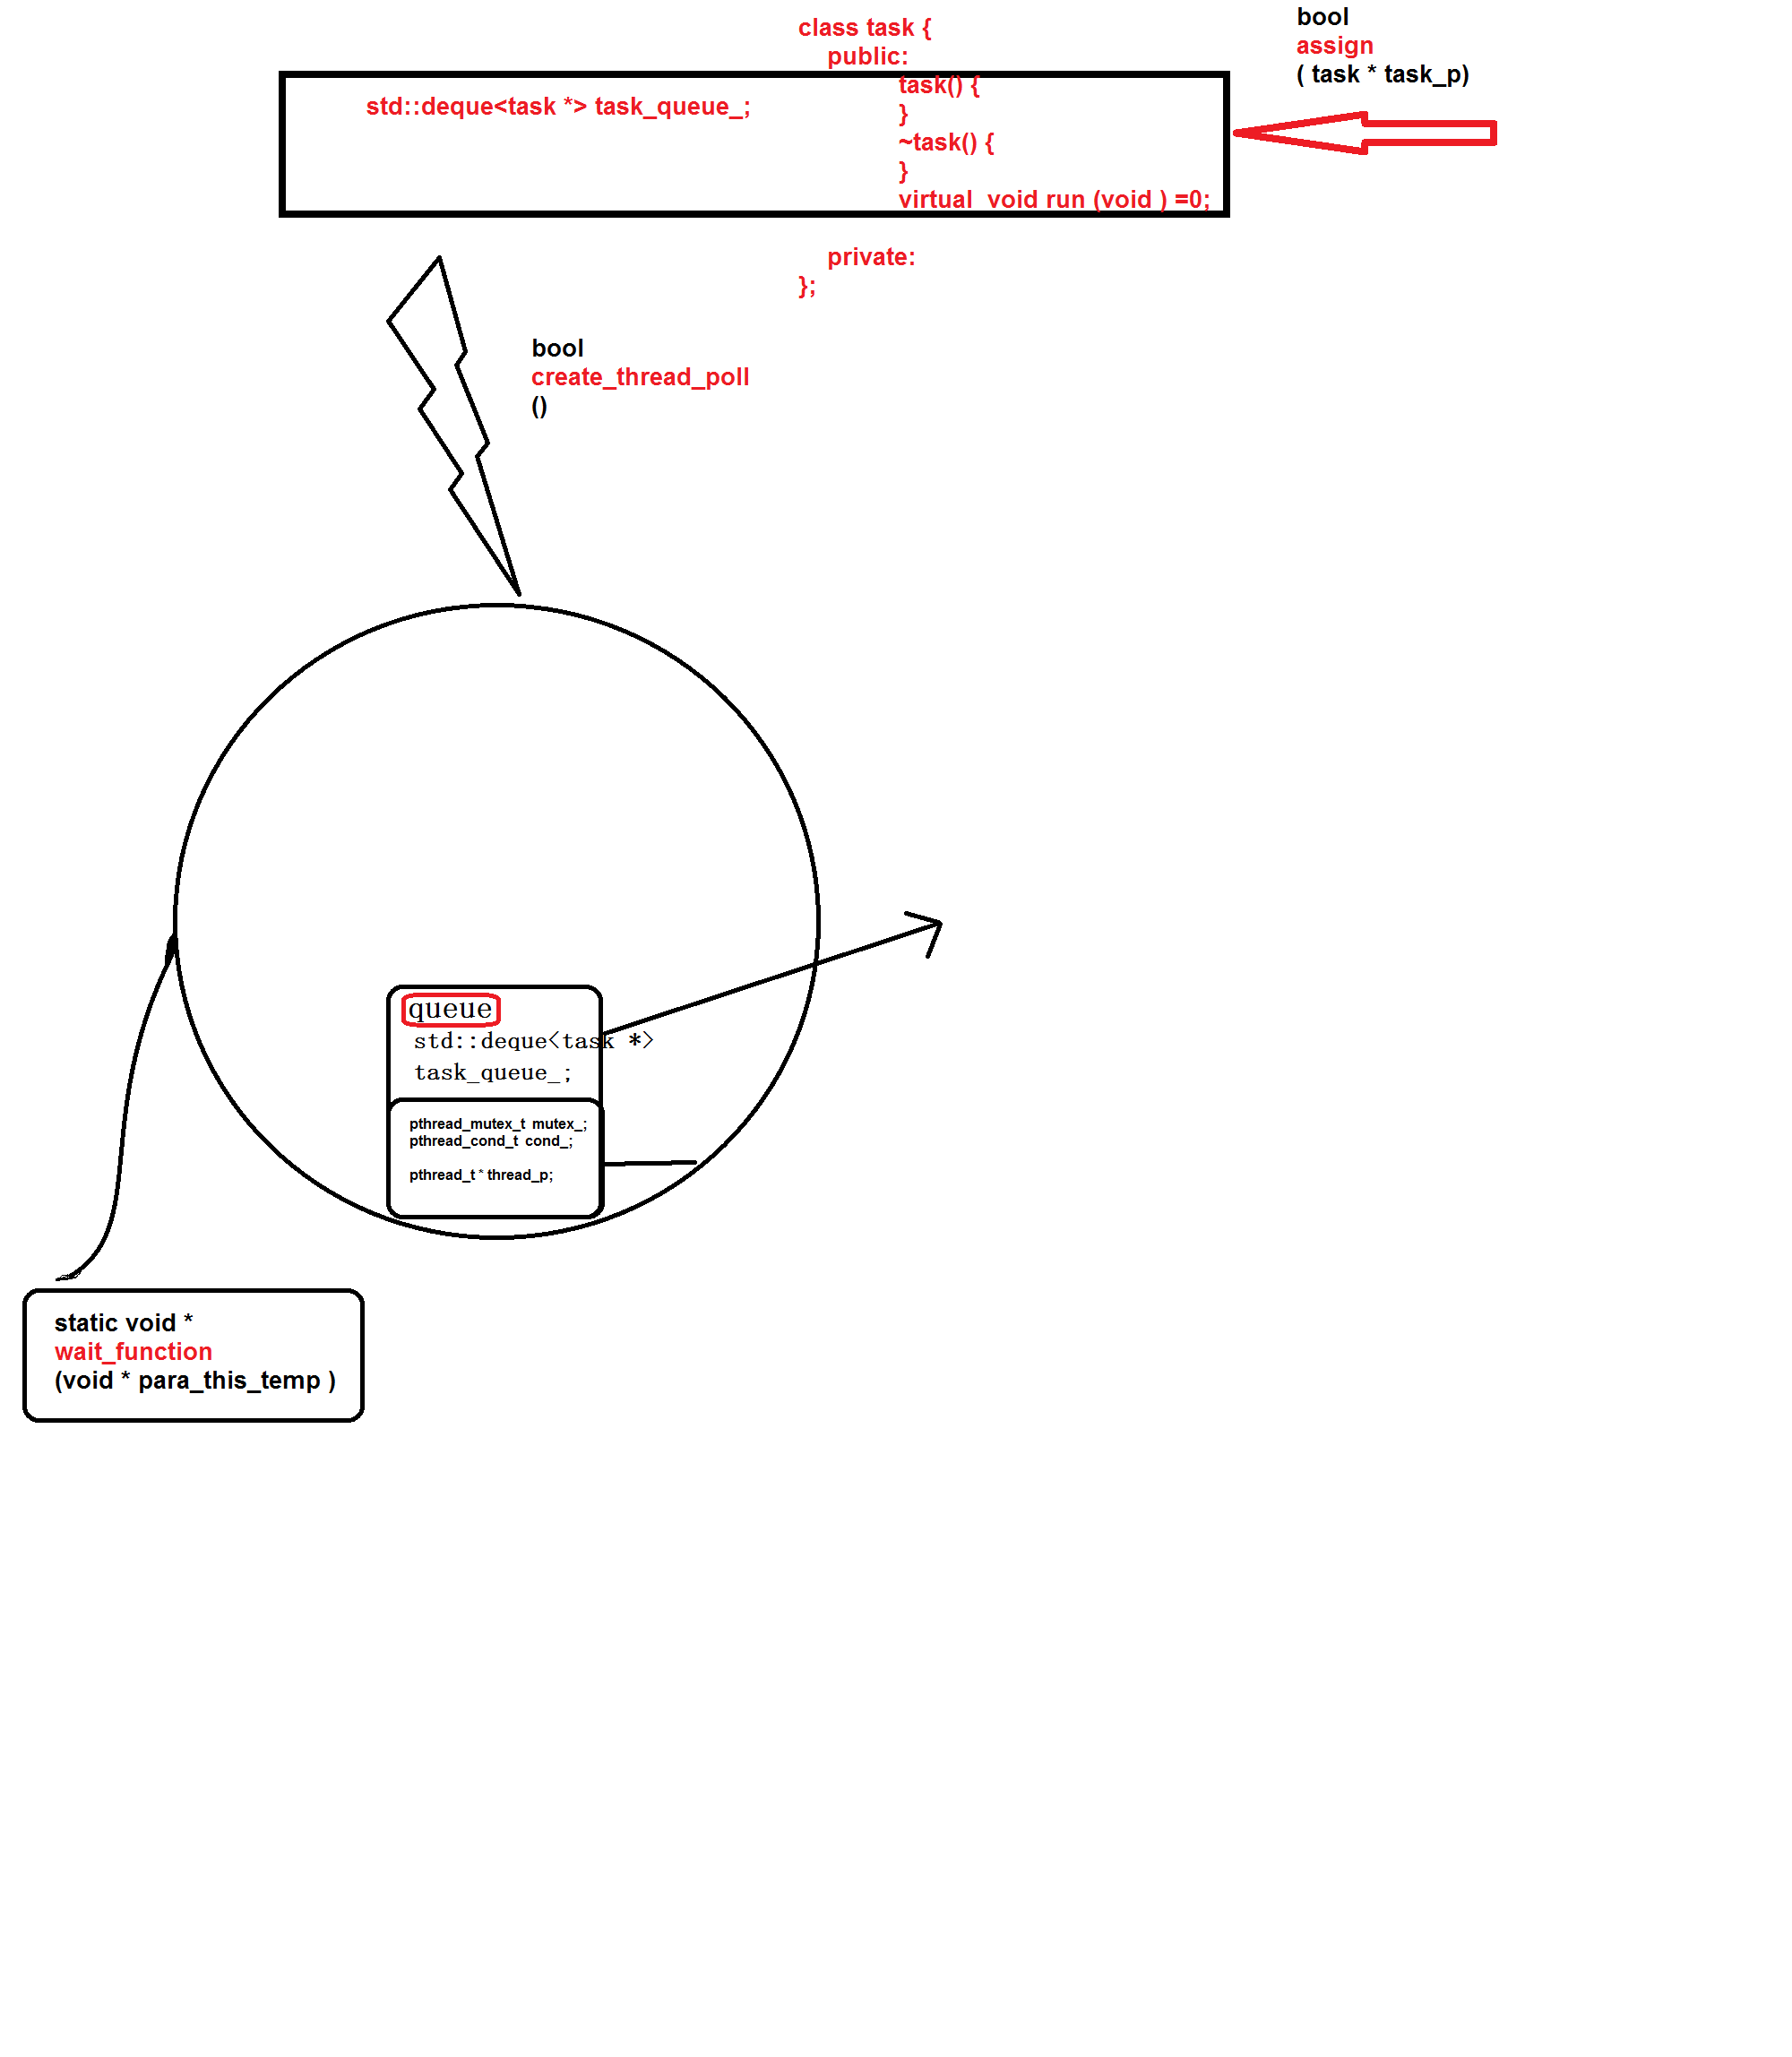 class task {
public:
task() {
}
~task() {
}
virtual  void run (void ) =0;
private:
};
std::deque<task *> task_queue_;
bool
assign
( task * task_p)
bool
create_thread_poll
()
queue
std::deque<task *>
task_queue_;
pthread_mutex_t  mutex_;
pthread_cond_t  cond_;
pthread_t * thread_p;
static void *
wait_function
(void * para_this_temp )